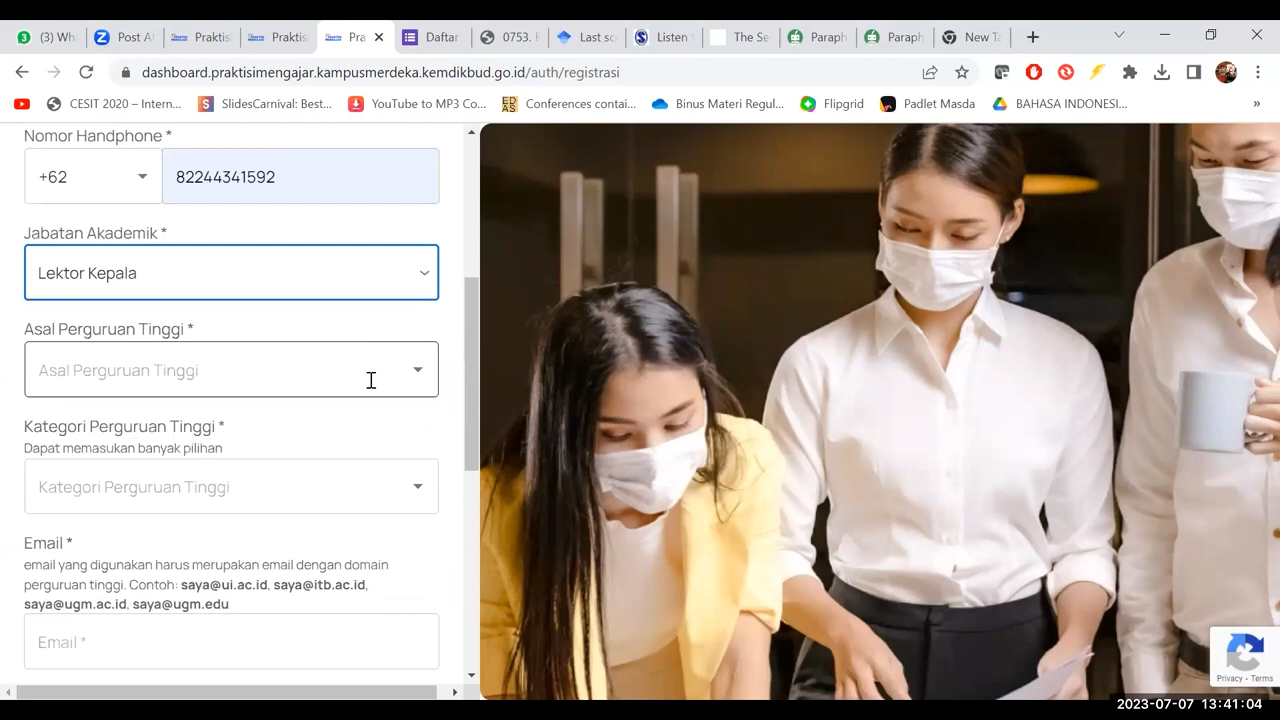 (3) Wh
Post A
Praktis
Praktis
Pra
Daftar
0753. F
Last sc
Listen
The Se
Paraph
Paraph
New Ta
dashboard.praktisimengajar.kampusmerdeka.kemdikbud.go.id/auth/registrasi
CESIT 2020 – Intern...
SlidesCarnival: Best...
YouTube to MP3 Co...
EDAS
Conferences contai...
Binus Materi Regul...
Flipgrid
Padlet Masda
BAHASA INDONESI...
»
Nomor Handphone *
+62
82244341592
Jabatan Akademik *
Lektor Kepala
Asal Perguruan Tinggi *
Asal Perguruan Tinggi
Kategori Perguruan Tinggi *
Dapat memasukan banyak pilihan
Kategori Perguruan Tinggi
Email *
email yang digunakan harus merupakan email dengan domain
perguruan tinggi. Contoh: saya@ui.ac.id, saya@itb.ac.id,
saya@ugm.ac.id, saya@ugm.edu
Email *
Privacy - Terms
2023-07-07 13:41:04